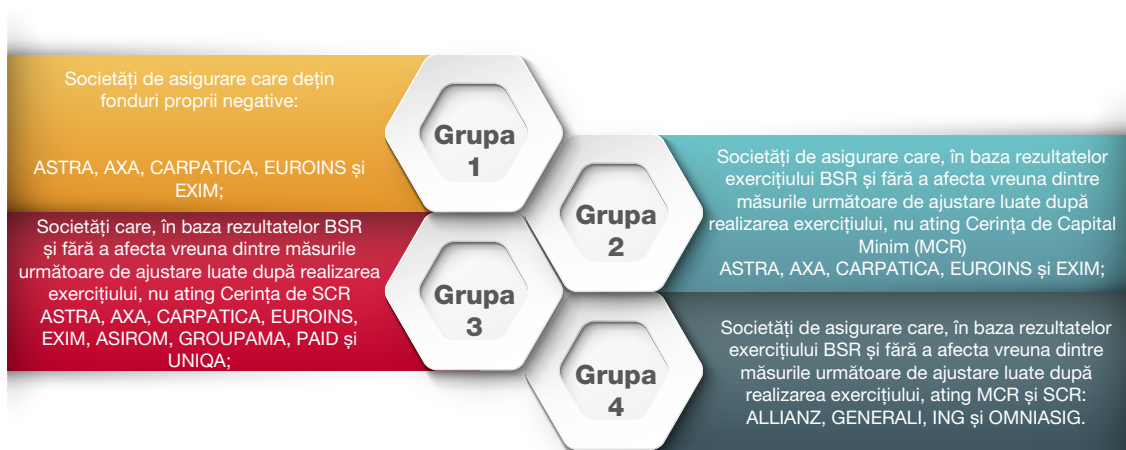 Societăți de asigurare care dețin
fonduri proprii negative:
ASTRA, AXA, CARPATICA, EUROINS și
EXIM;
Grupa
1
Societăți de asigurare care, în baza rezultatelor
exercițiului BSR și fără a afecta vreuna dintre
măsurile următoare de ajustare luate după
realizarea exercițiului, nu ating Cerința de Capital
Minim (MCR)
ASTRA, AXA, CARPATICA, EUROINS și EXIM;
Grupa
2
Societăți care, în baza rezultatelor BSR
și fără a afecta vreuna dintre măsurile
următoare de ajustare luate după realizarea
exercițiului, nu ating Cerința de SCR
ASTRA, AXA, CARPATICA, EUROINS,
EXIM, ASIROM, GROUPAMA, PAID și
UNIQA;
Grupa
3
Societăți de asigurare care, în baza rezultatelor
exercițiului BSR și fără a afecta vreuna dintre
măsurile următoare de ajustare luate după
realizarea exercițiului, ating MCR și SCR:
ALLIANZ, GENERALI, ING și OMNIASIG.
Grupa
4